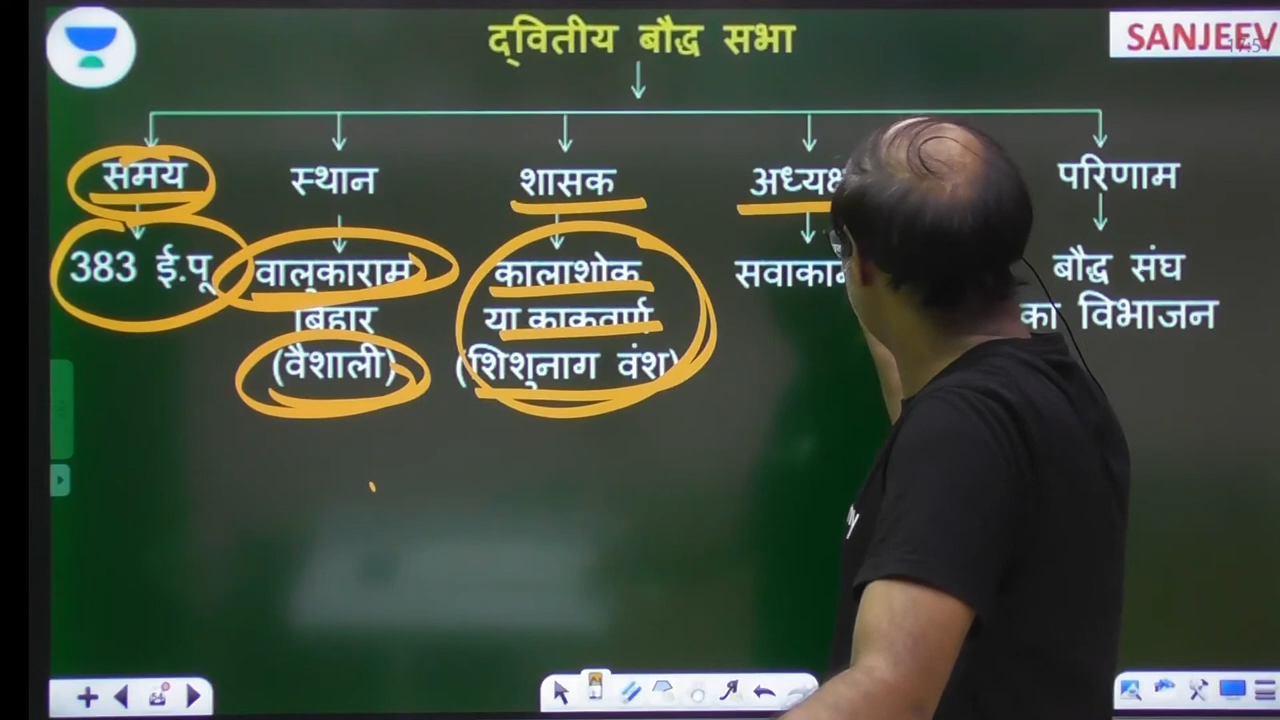 द्वितीय बौद्ध सभा
SANJEEV
समय
स्थान
शासक
परिणाम
383 ई.पू
वाल्काराम
बिहार
(वैशाली)
कालाशोक
या काकवर्ण
(शिशुनाग वंश)
बौद्ध संघ
का विभाजन